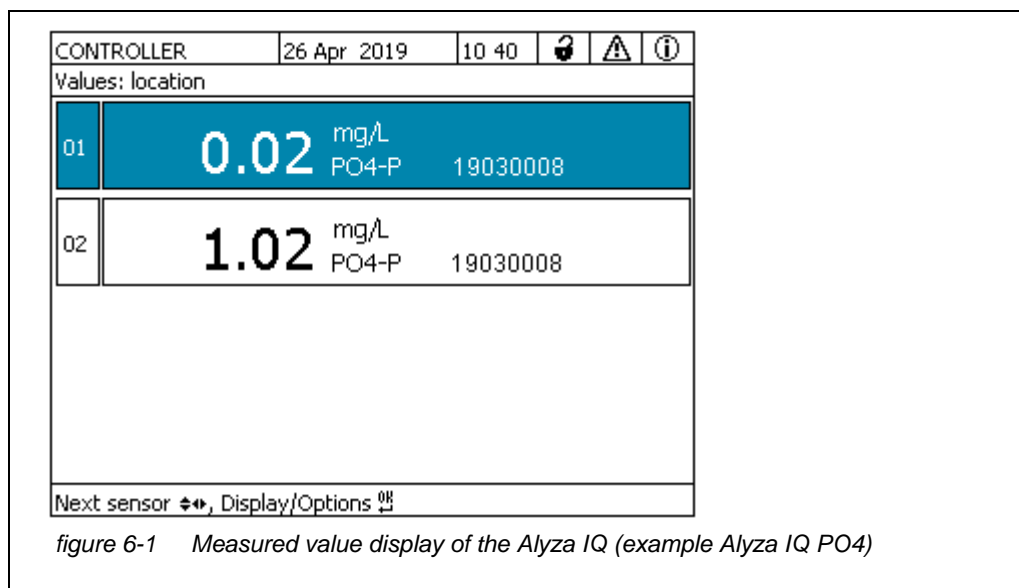 CONTROLLER 26 Apr 2019 10 40
Values: location
01 0.02 mg/L PO4-P 19030008
02 1.02 mg/L PO4-P 19030008
Next sensor, Display/Options OK
figure 6-1 Measured value display of the Alyza IQ (example Alyza IQ PO4)